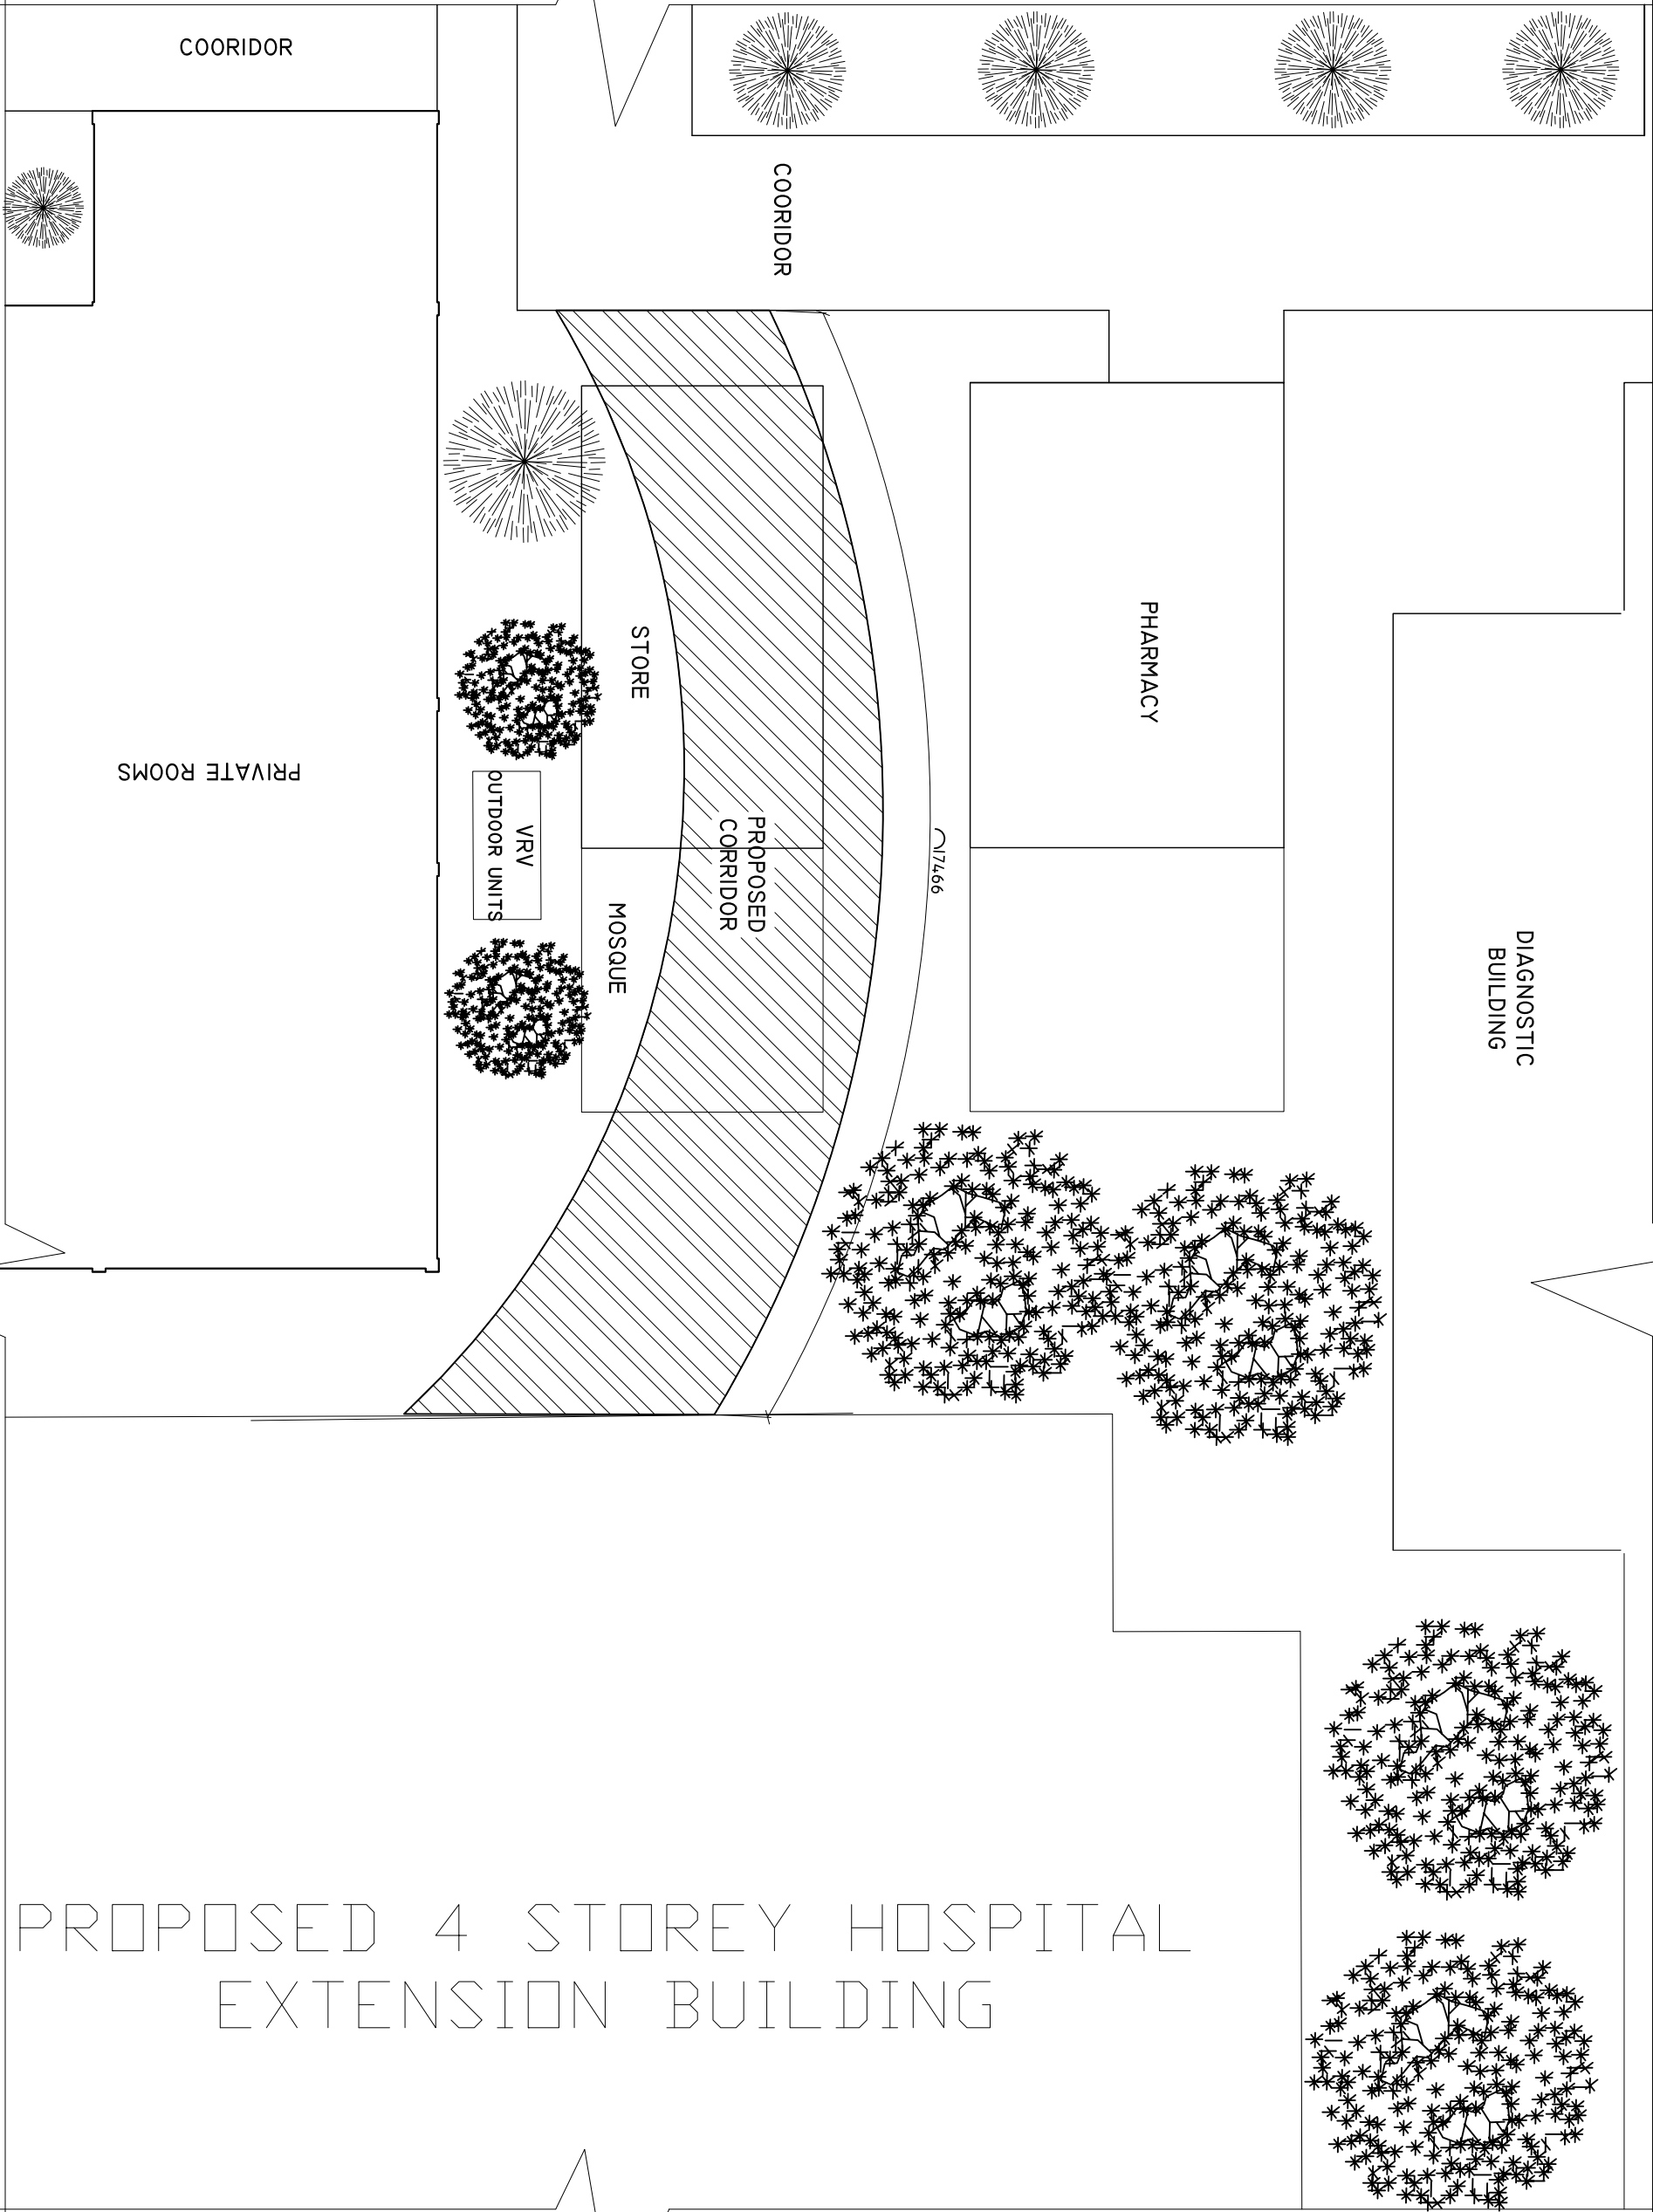 COORIDOR
COORIDOR
STORE
PHARMACY
PRIVATE ROOMS
VRV
OUTDOOR UNITS
PROPOSED
CORRIDOR
17466
MOSQUE
DIAGNOSTIC
BUILDING
PROPOSED 4 STOREY HOSPITAL
EXTENSION BUILDING